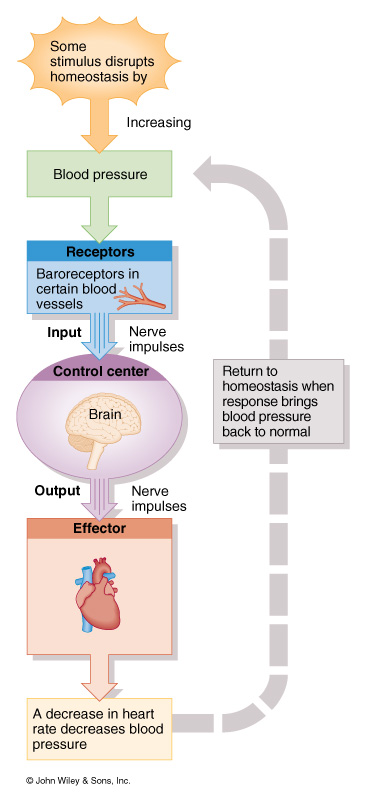 Some
stimulus disrupts
homeostasis by
Increasing
Blood pressure
Receptors
Baroreceptors in
certain blood
vessels
Input
Nerve
impulses
Control center
Brain
Output
Nerve
impulses
Effector
A decrease in heart
rate decreases blood
pressure
Return to
homeostasis when
response brings
blood pressure
back to normal
© John Wiley & Sons, Inc.